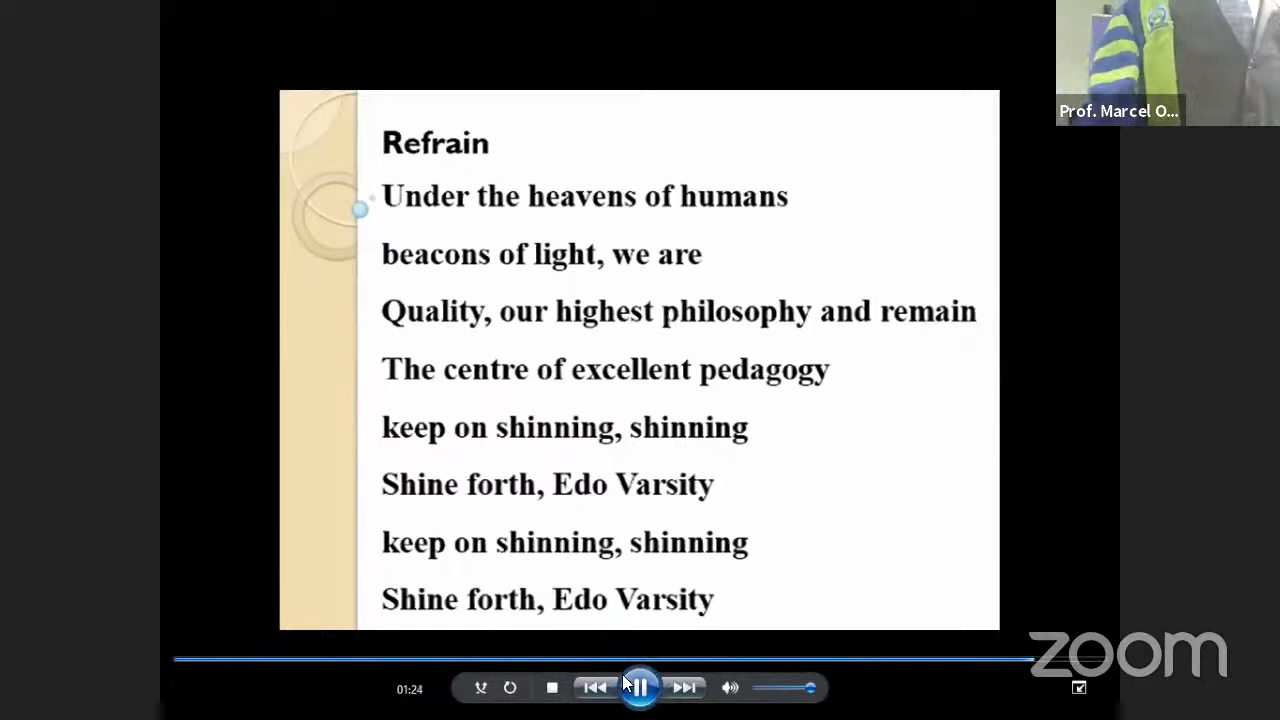 Prof. Marcel O...
Refrain
Under the heavens of humans
beacons of light, we are
Quality, our highest philosophy and remain
The centre of excellent pedagogy
keep on shinning, shinning
Shine forth, Edo Varsity
keep on shinning, shinning
Shine forth, Edo Varsity
zoom
01:24